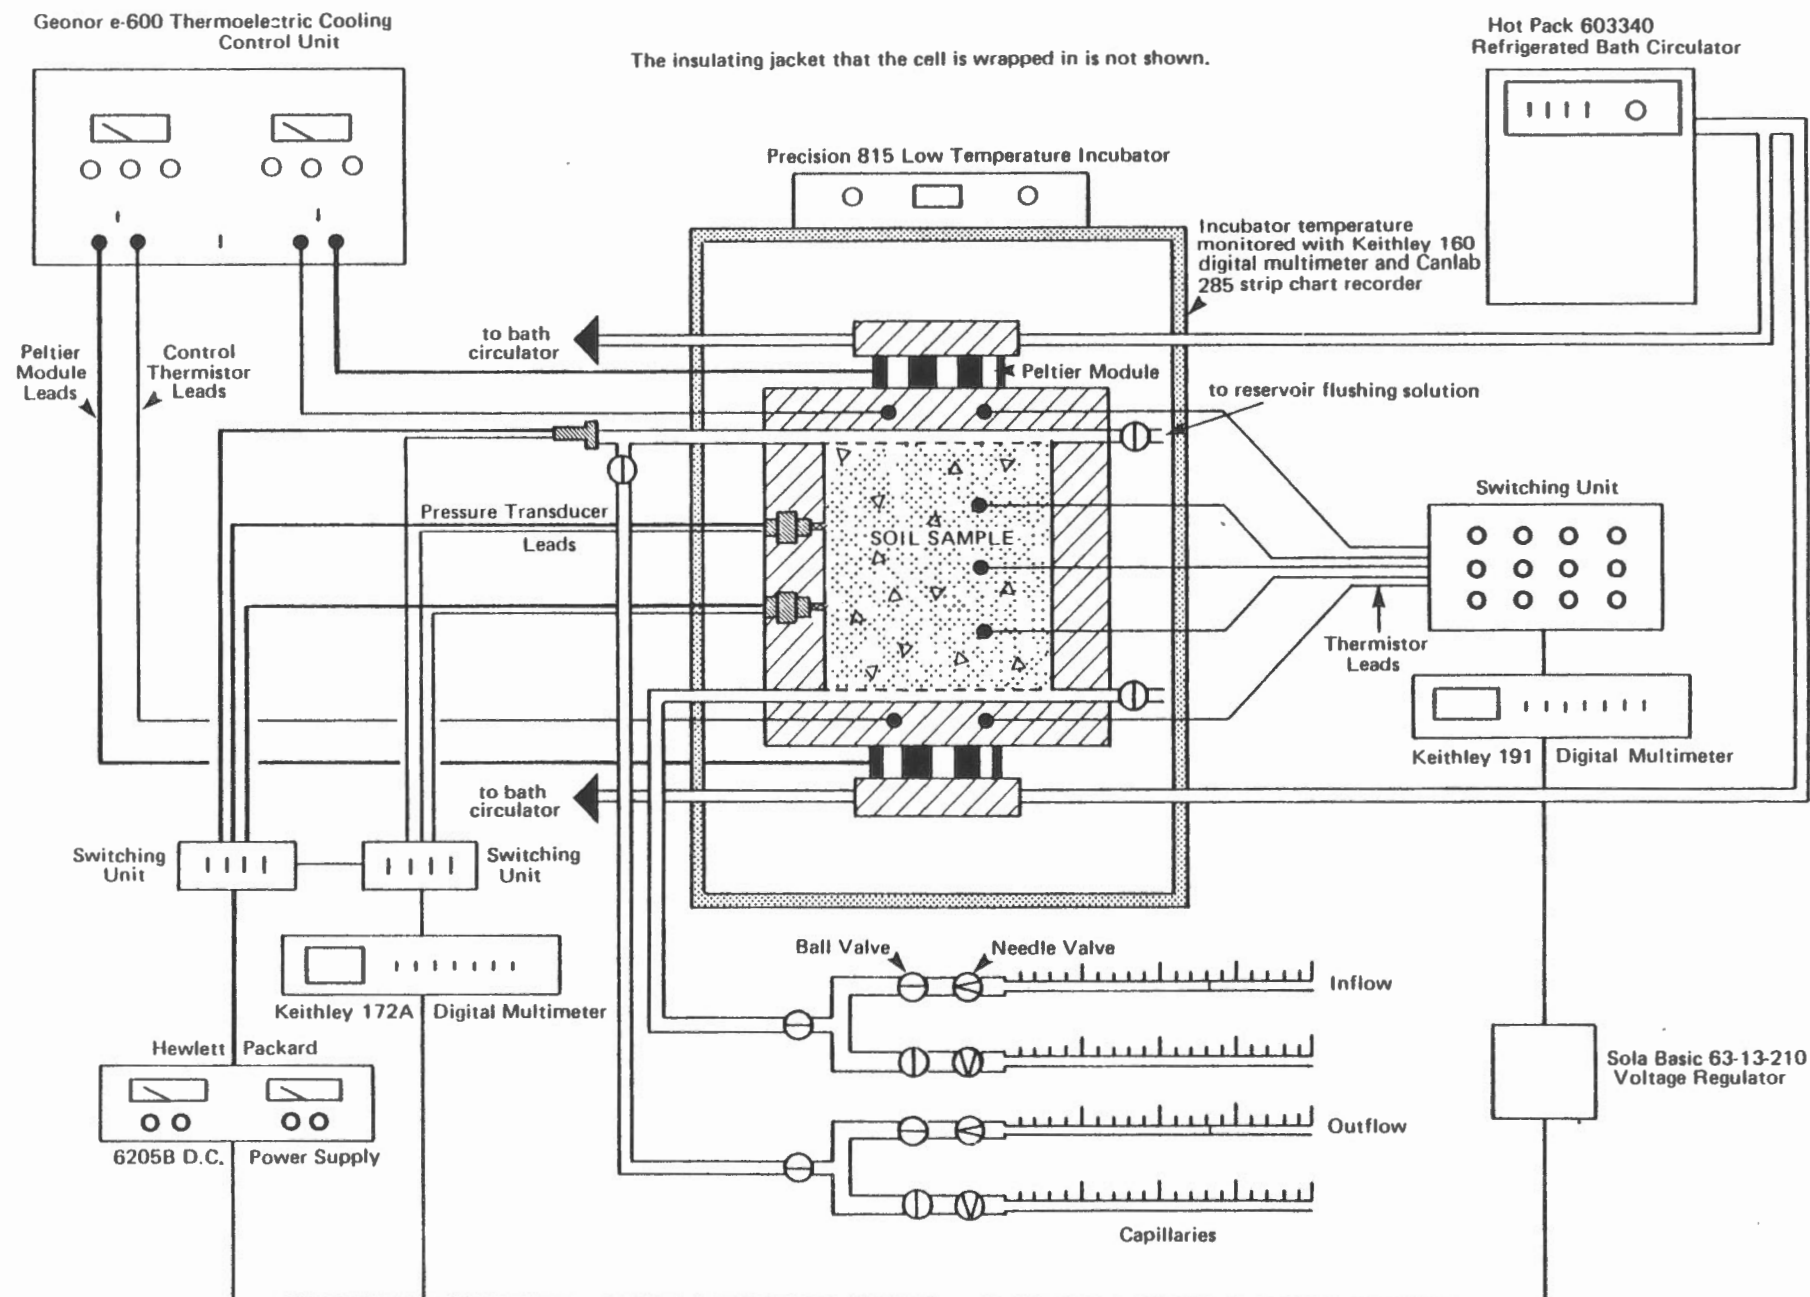 Geonor e-600 Thermoelectric Cooling
Control Unit
The insulating jacket that the cell is wrapped in is not shown.
Hot Pack 603340
Refrigerated Bath Circulator
Precision 815 Low Temperature Incubator
Incubator temperature
monitored with Keithley 160
digital multimeter and Canlab
285 strip chart recorder
to bath
circulator
Peltier
Module
Leads
Control
Thermistor
Leads
Peltier Module
to reservoir flushing solution
Pressure Transducer
Leads
SOIL SAMPLE
Switching Unit
Thermistor
Leads
Keithley 191 Digital Multimeter
to bath
circulator
Switching
Unit
Switching
Unit
Keithley 172A Digital Multimeter
Ball Valve
Needle Valve
Inflow
Hewlett Packard
6205B D.C. Power Supply
Sola Basic 63-13-210
Voltage Regulator
Outflow
Capillaries